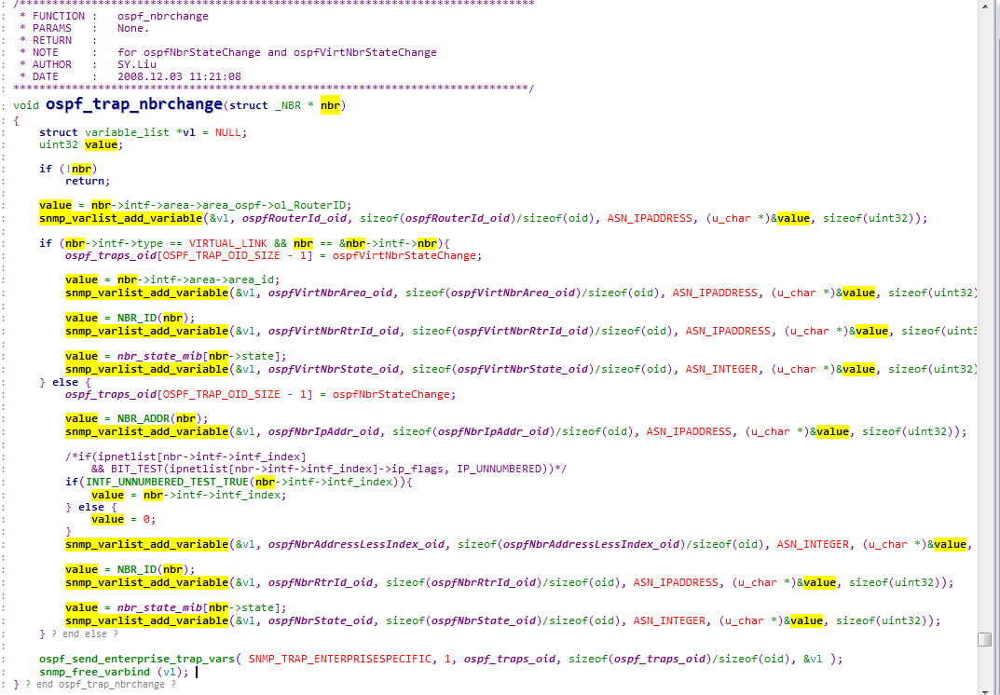 /*******************************************************************************
* FUNCTION : ospf_nbrchange
* PARAMS : None.
* RETURN :
* NOTE : for ospfNbrStateChange and ospfVirtNbrStateChange
* AUTHOR : SY.Liu
* DATE : 2008.12.03 11:21:08
*******************************************************************************/
void ospf_trap_nbrchange(struct _NBR * nbr)
{
struct variable_list *vl = NULL;
uint32 value;
if (!nbr)
return;
value = nbr->intf->area->area_ospf->ol_RouterID;
snmp_varlist_add_variable(&vl, ospfRouterId_oid, sizeof(ospfRouterId_oid)/sizeof(oid), ASN_IPADDRESS, (u_char *)&value, sizeof(uint32));
if (nbr->intf->type == VIRTUAL_LINK && nbr == &nbr->intf->nbr){
ospf_traps_oid[OSPF_TRAP_OID_SIZE - 1] = ospfVirtNbrStateChange;
value = nbr->intf->area->area_id;
snmp_varlist_add_variable(&vl, ospfVirtNbrArea_oid, sizeof(ospfVirtNbrArea_oid)/sizeof(oid), ASN_IPADDRESS, (u_char *)&value, sizeof(uint32)
value = NBR_ID(nbr);
snmp_varlist_add_variable(&vl, ospfVirtNbrRtrId_oid, sizeof(ospfVirtNbrRtrId_oid)/sizeof(oid), ASN_IPADDRESS, (u_char *)&value, sizeof(uint3
value = nbr_state_mib[nbr->state];
snmp_varlist_add_variable(&vl, ospfVirtNbrState_oid, sizeof(ospfVirtNbrState_oid)/sizeof(oid), ASN_INTEGER, (u_char *)&value, sizeof(uint32)
} else {
ospf_traps_oid[OSPF_TRAP_OID_SIZE - 1] = ospfNbrStateChange;
value = NBR_ADDR(nbr);
snmp_varlist_add_variable(&vl, ospfNbrIpAddr_oid, sizeof(ospfNbrIpAddr_oid)/sizeof(oid), ASN_IPADDRESS, (u_char *)&value, sizeof(uint32));
/*if(ipnetlist[nbr->intf->intf_index]
&& BIT_TEST(ipnetlist[nbr->intf->intf_index]->ip_flags, IP_UNNUMBERED))*/
if(INTF_UNNUMBERED_TEST_TRUE(nbr->intf->intf_index)){
value = nbr->intf->intf_index;
} else {
value = 0;
}
snmp_varlist_add_variable(&vl, ospfNbrAddressLessIndex_oid, sizeof(ospfNbrAddressLessIndex_oid)/sizeof(oid), ASN_INTEGER, (u_char *)&value,
value = NBR_ID(nbr);
snmp_varlist_add_variable(&vl, ospfNbrRtrId_oid, sizeof(ospfNbrRtrId_oid)/sizeof(oid), ASN_IPADDRESS, (u_char *)&value, sizeof(uint32));
value = nbr_state_mib[nbr->state];
snmp_varlist_add_variable(&vl, ospfNbrState_oid, sizeof(ospfNbrState_oid)/sizeof(oid), ASN_INTEGER, (u_char *)&value, sizeof(uint32));
} ? end else ?
ospf_send_enterprise_trap_vars( SNMP_TRAP_ENTERPRISESPECIFIC, 1, ospf_traps_oid, sizeof(ospf_traps_oid)/sizeof(oid), &vl );
snmp_free_varbind (vl);
} ? end ospf_trap_nbrchange ?